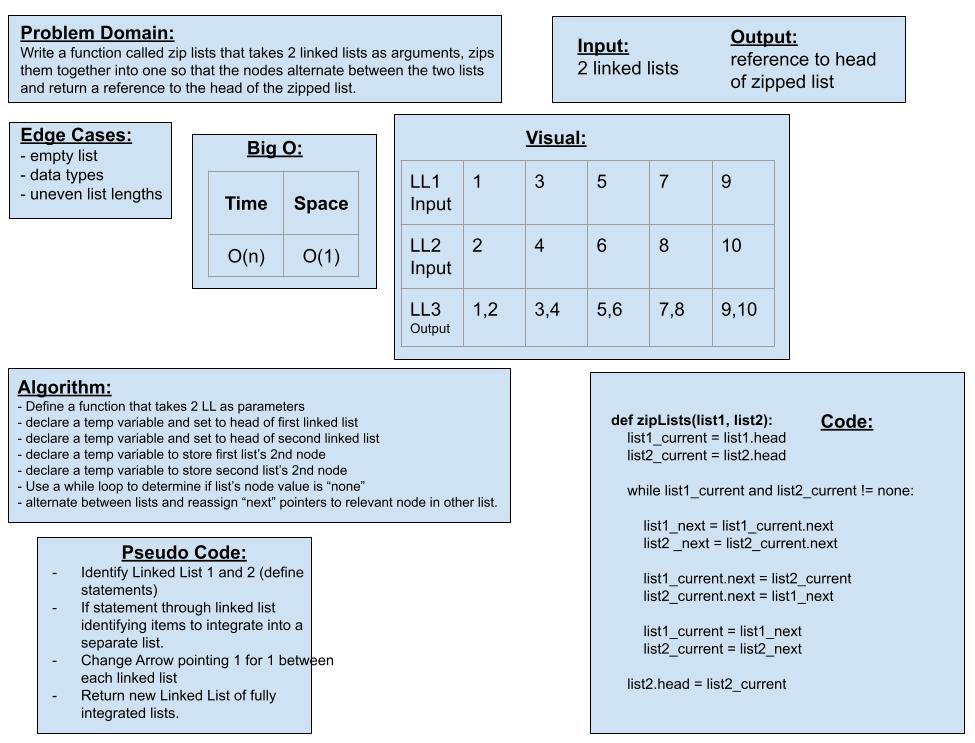 Problem Domain:
Write a function called zip lists that takes 2 linked lists as arguments, zips
them together into one so that the nodes alternate between the two lists
and return a reference to the head of the zipped list.
Input:
2 linked lists
Output:
reference to head
of zipped list
Edge Cases:
- empty list
- data types
- uneven list lengths
Big O:
Time Space
O(n) O(1)
Visual:
LL1 1 3 5 7 9
Input
LL2 2 4 6 8 10
Input
LL3 1,2 3,4 5,6 7,8 9,10
Output
Algorithm:
- Define a function that takes 2 LL as parameters
- declare a temp variable and set to head of first linked list
- declare a temp variable and set to head of second linked list
- declare a temp variable to store first list's 2nd node
- declare a temp variable to store second list's 2nd node
- Use a while loop to determine if list's node value is “none”
- alternate between lists and reassign “next” pointers to relevant node in other list.
Pseudo Code:
- Identify Linked List 1 and 2 (define
statements)
- If statement through linked list
identifying items to integrate into a
separate list.
- Change Arrow pointing 1 for 1 between
each linked list
- Return new Linked List of fully
integrated lists.
Code:
def zipLists(list1, list2):
list1_current = list1.head
list2_current = list2.head
while list1_current and list2_current != none:
list1_next = list1_current.next
list2 _next = list2_current.next
list1_current.next = list2_current
list2_current.next = list1_next
list1_current = list1_next
list2_current = list2_next
list2.head = list2_current